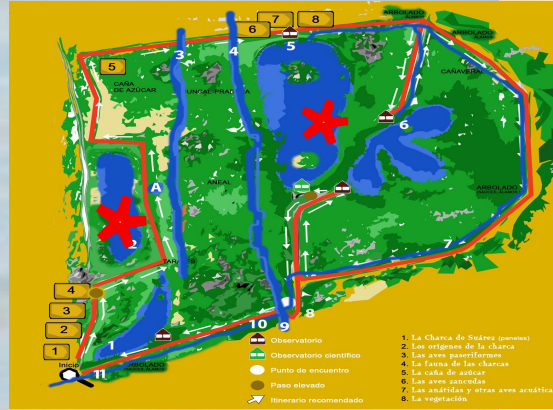 7
8
6
ARBOLADO
ÁLAMOS
3
4
5
ARBOLADO
ÁLAMOS
5
CAÑA
DE AZÚCAR
CAÑAVERAL
6
A
AÑEAL
ARBOLADO
2
4
3
2
1
1
7
8
10
9
Inicio
11
ARBOLADO
Observatorio
Observatorio científico
Punto de encuentro
Paso elevado
Itinerario recomendado
1. La Charca de Suárez (paneles)
2. Los orígenes de la charca
3. Las aves paseriformes
4. La fauna de las charcas
5. La caña de azúcar
6. Las aves zancudas
7. Las anátidas y otras aves acuática
8. La vegetación